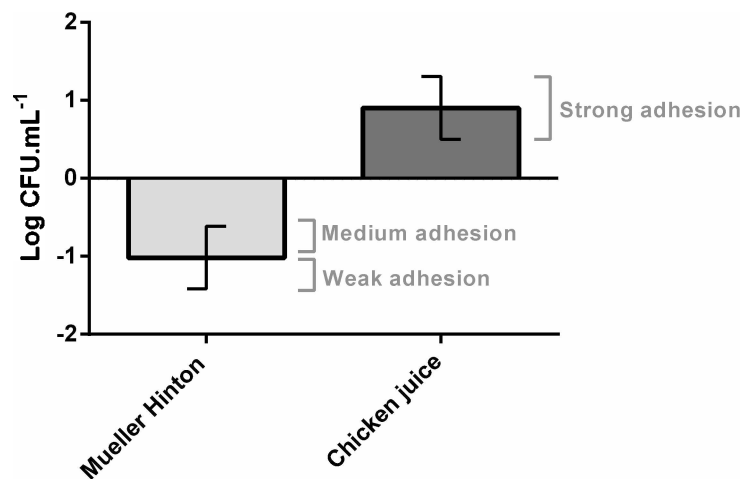 2
1
0
-1
-2
Log CFU.mL⁻¹
Strong adhesion
Medium adhesion
Weak adhesion
Mueller Hinton
Chicken juice